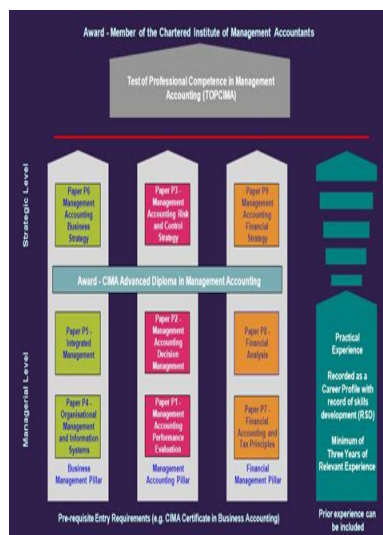 Award - Member of the Chartered Institute of Management Accountants
Test of Professional Competence in Management
Accounting (TOPCIMA)
Strategic Level
Paper P6
Management
Accounting
Business
Strategy
Paper P3 -
Management
Accounting Risk
and Control
Strategy
Paper P9
Management
Accounting
Financial
Strategy
Award - CIMA Advanced Diploma in Management Accounting
Managerial Level
Paper P5 -
Integrated
Management
Paper P2 -
Management
Accounting
Decision
Management
Paper P8 -
Financial
Analysis
Paper P4 -
Organisational
Management
and Information
Systems
Paper P1 -
Management
Accounting
Performance
Evaluation
Paper P7 -
Financial
Accounting and
Tax Principles
Business
Management Pillar
Management
Accounting Pillar
Financial
Management Pillar
Practical
Experience
Recorded as a
Career Profile with
record of skills
development (RSD)
Minimum of
Three Years of
Relevant Experience
Pre-requisite Entry Requirements (e.g. CIMA Certificate in Business Accounting)
Prior experience can be
included